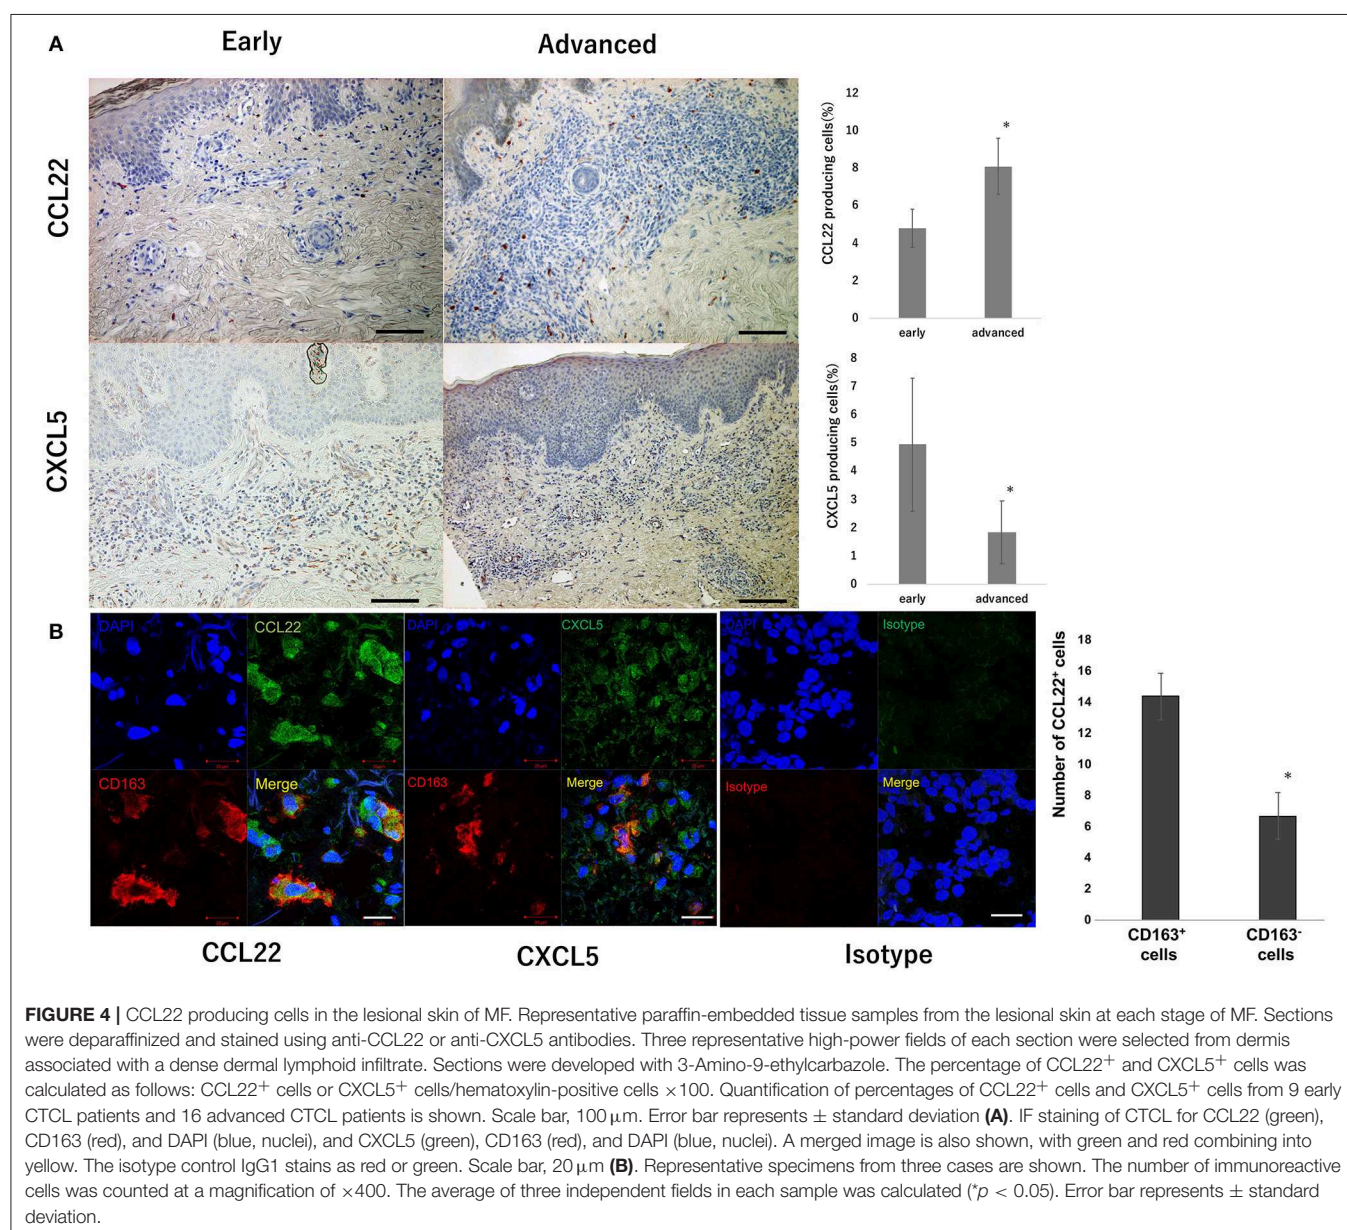 A
Early
Advanced
CCL22
CXCL5
CCL22 producing cells(%)
12
10
8
6
4
2
0
early
advanced
*
CXCL5 producing cells(%)
8
7
6
5
4
3
2
1
0
early
advanced
*
B
DAPI
CCL22
CD163
Merge
DAPI
CXCL5
CD163
Merge
DAPI
Isotype
Isotype
Merge
CCL22
CXCL5
Isotype
Number of CCL22⁺ cells
18
16
14
12
10
8
6
4
2
0
*
CD163⁺
cells
CD163⁻
cells
FIGURE 4 | CCL22 producing cells in the lesional skin of MF. Representative paraffin-embedded tissue samples from the lesional skin at each stage of MF. Sections
were deparaffinized and stained using anti-CCL22 or anti-CXCL5 antibodies. Three representative high-power fields of each section were selected from dermis
associated with a dense dermal lymphoid infiltrate. Sections were developed with 3-Amino-9-ethylcarbazole. The percentage of CCL22⁺ and CXCL5⁺ cells was
calculated as follows: CCL22⁺ cells or CXCL5⁺ cells/hematoxylin-positive cells ×100. Quantification of percentages of CCL22⁺ cells and CXCL5⁺ cells from 9 early
CTCL patients and 16 advanced CTCL patients is shown. Scale bar, 100 μm. Error bar represents ± standard deviation (A). IF staining of CTCL for CCL22 (green),
CD163 (red), and DAPI (blue, nuclei), and CXCL5 (green), CD163 (red), and DAPI (blue, nuclei). A merged image is also shown, with green and red combining into
yellow. The isotype control IgG1 stains as red or green. Scale bar, 20 μm (B). Representative specimens from three cases are shown. The number of immunoreactive
cells was counted at a magnification of ×400. The average of three independent fields in each sample was calculated (*p < 0.05). Error bar represents ± standard
deviation.